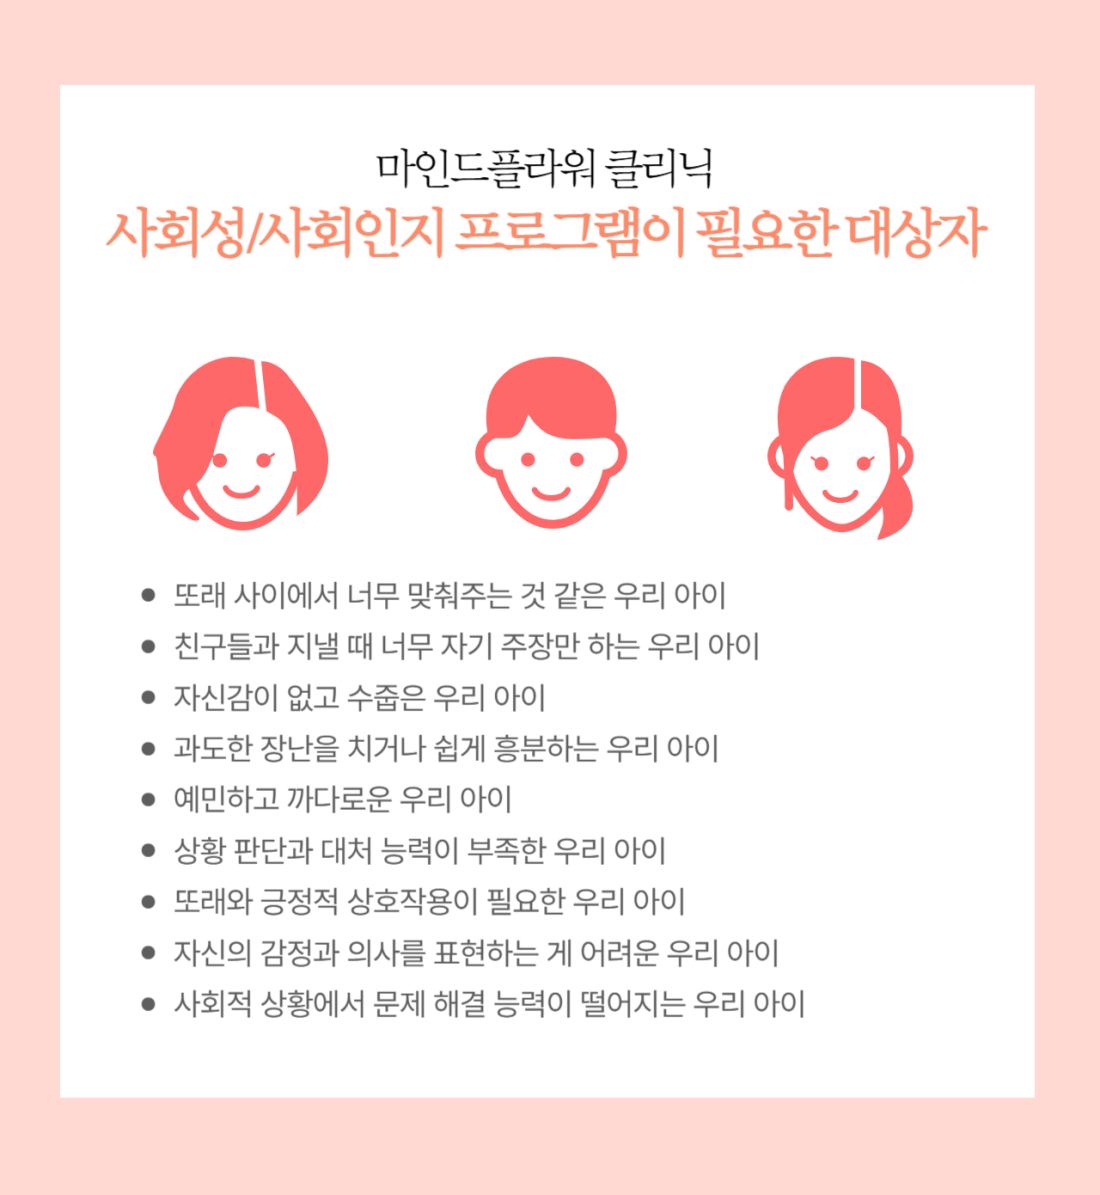 마인드플라워 클리닉
사회성/사회인지 프로그램이 필요한 대상자
• 또래 사이에서 너무 맞춰주는 것 같은 우리 아이
• 친구들과 지낼 때 너무 자기 주장만 하는 우리 아이
• 자신감이 없고 수줍은 우리 아이
• 과도한 장난을 치거나 쉽게 흥분하는 우리 아이
• 예민하고 까다로운 우리 아이
• 상황 판단과 대처 능력이 부족한 우리 아이
• 또래와 긍정적 상호작용이 필요한 우리 아이
• 자신의 감정과 의사를 표현하는 게 어려운 우리 아이
• 사회적 상황에서 문제 해결 능력이 떨어지는 우리 아이